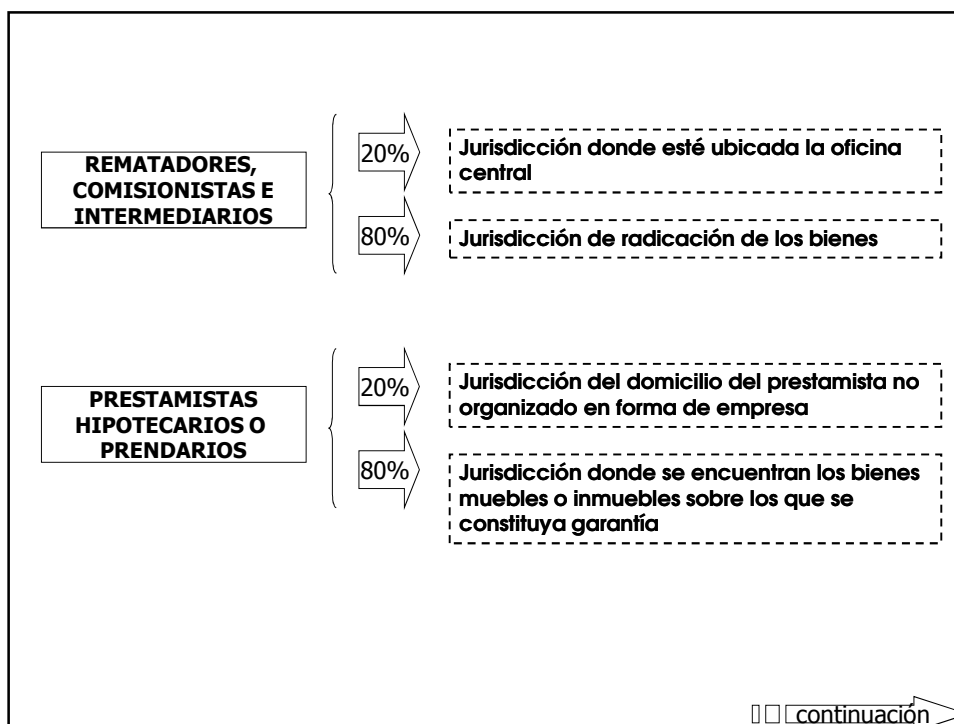 REMATADORES,
COMISIONISTAS E
INTERMEDIARIOS
20%
Jurisdicción donde esté ubicada la oficina
central
80%
Jurisdicción de radicación de los bienes
PRESTAMISTAS
HIPOTECARIOS O
PRENDARIOS
20%
Jurisdicción del domicilio del prestamista no
organizado en forma de empresa
80%
Jurisdicción donde se encuentran los bienes
muebles o inmuebles sobre los que se
constituya garantía
continuación